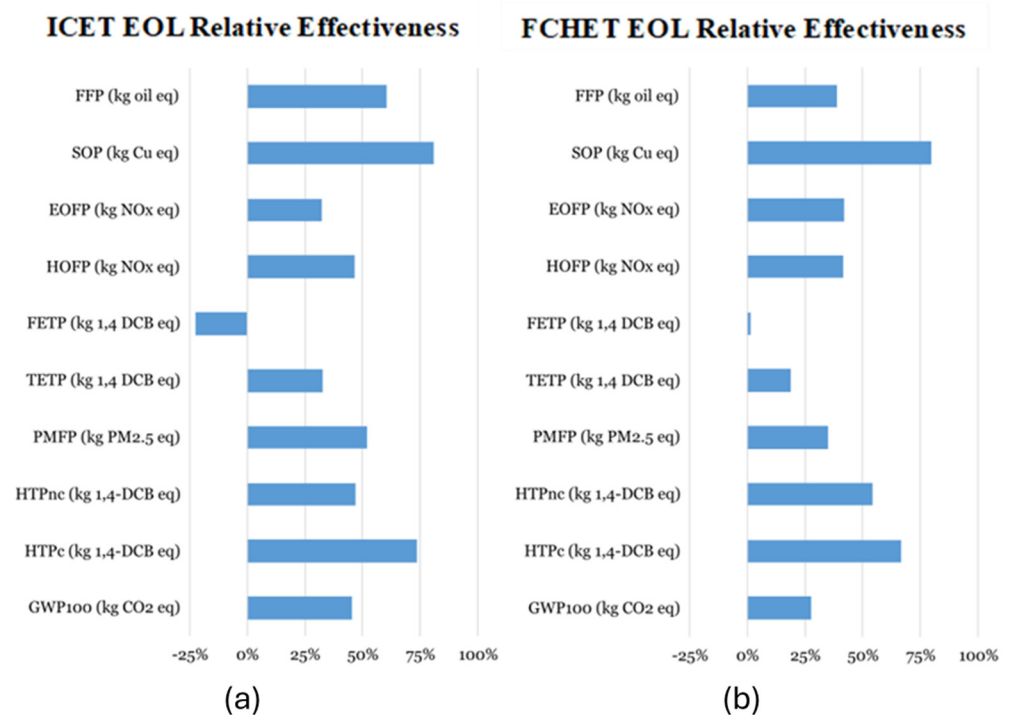 ICET EOL Relative Effectiveness
FFP (kg oil eq)
SOP (kg Cu eq)
EOFP (kg NOx eq)
HOFP (kg NOx eq)
FETP (kg 1,4 DCB eq)
TETP (kg 1,4 DCB eq)
PMFP (kg PM2.5 eq)
HTPnc (kg 1,4-DCB eq)
HTPc (kg 1,4-DCB eq)
GWP100 (kg CO2 eq)
-25% 0% 25% 50% 75% 100%
(a)
FCHET EOL Relative Effectiveness
FFP (kg oil eq)
SOP (kg Cu eq)
EOFP (kg NOx eq)
HOFP (kg NOx eq)
FETP (kg 1,4 DCB eq)
TETP (kg 1,4 DCB eq)
PMFP (kg PM2.5 eq)
HTPnc (kg 1,4-DCB eq)
HTPc (kg 1,4-DCB eq)
GWP100 (kg CO2 eq)
-25% 0% 25% 50% 75% 100%
(b)